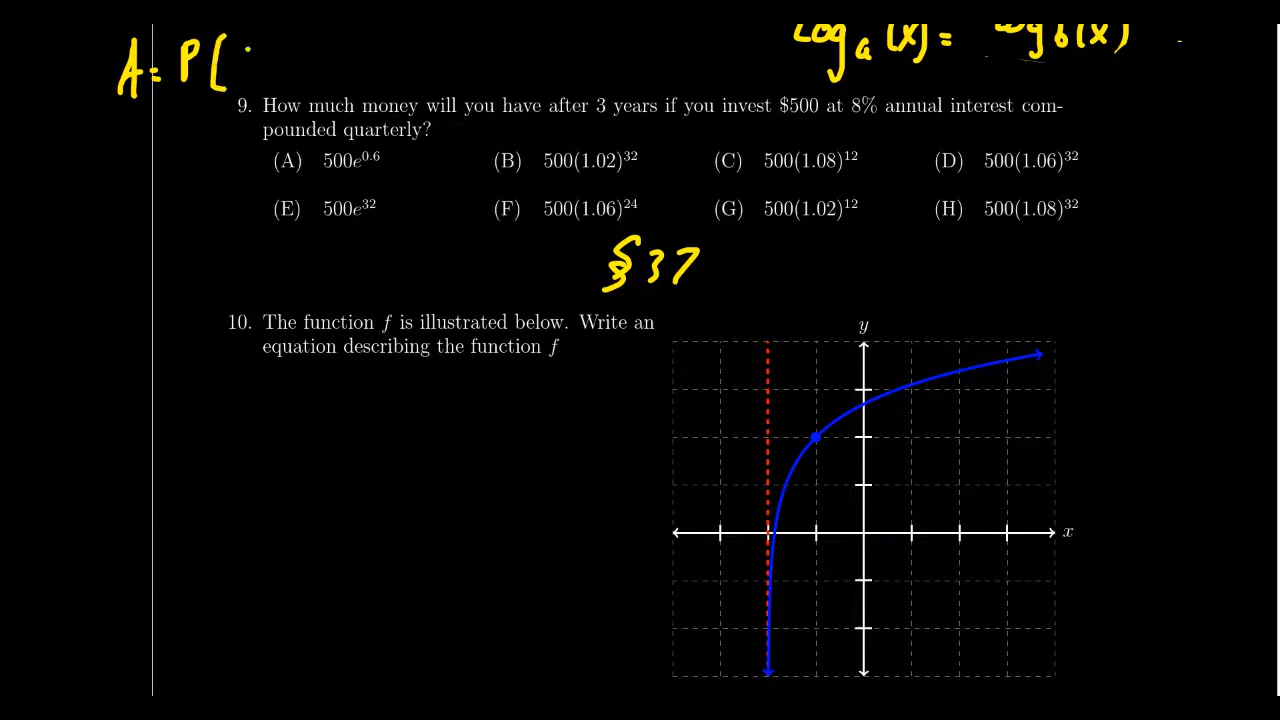 Log_a(x) = log_b(x)
A = P[
9. How much money will you have after 3 years if you invest $500 at 8% annual interest com-
pounded quarterly?
(A) 500e^{0.6} (B) 500(1.02)^{32} (C) 500(1.08)^{12} (D) 500(1.06)^{32}
(E) 500e^{32} (F) 500(1.06)^{24} (G) 500(1.02)^{12} (H) 500(1.08)^{32}
§37
10. The function f is illustrated below. Write an
equation describing the function f
y
x